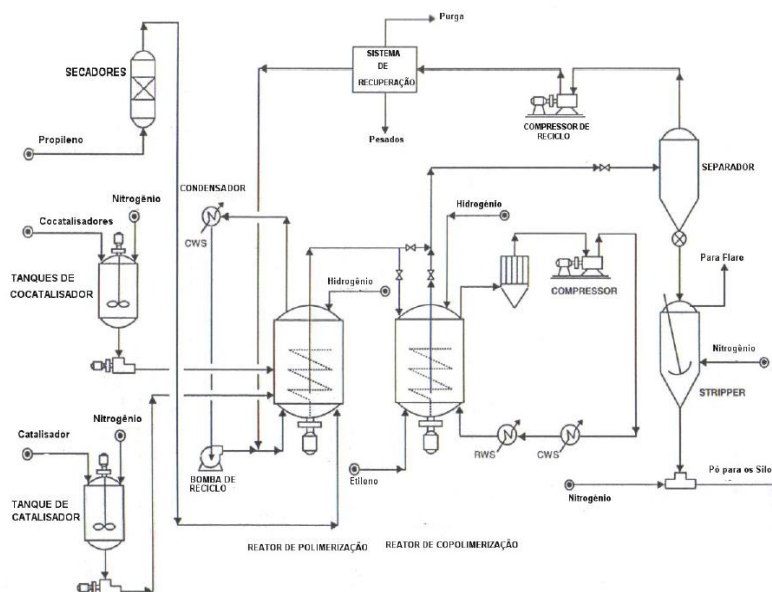 Purga
SISTEMA
DE
RECUPERAÇÃO
SECADORES
Pesados
COMPRESSOR DE
RECICLO
Propileno
SEPARADOR
Nitrogênio
CONDENSADOR
Hidrogênio
Cocatalisadores
CWS
Para Flare
TANQUES DE
COCATALISADOR
Hidrogênio
COMPRESSOR
Nitrogênio
STRIPPER
Nitrogênio
Catalisador
RWS
CWS
Etileno
BOMBA DE
RECICLO
Pó para os Silo
Nitrogênio
TANQUE DE
CATALISADOR
REATOR DE POLIMERIZAÇÃO
REATOR DE COPOLIMERIZAÇÃO